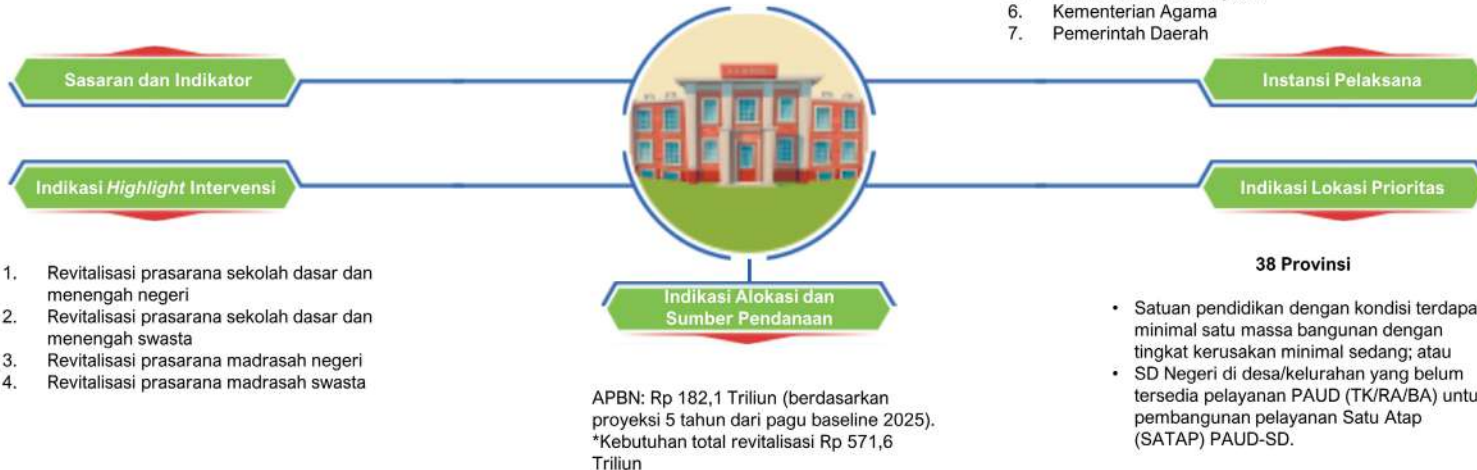 6. Kementerian Agama
7. Pemerintah Daerah
Sasaran dan Indikator
Instansi Pelaksana
Indikasi Highlight Intervensi
Indikasi Lokasi Prioritas
1. Revitalisasi prasarana sekolah dasar dan
menengah negeri
2. Revitalisasi prasarana sekolah dasar dan
menengah swasta
3. Revitalisasi prasarana madrasah negeri
4. Revitalisasi prasarana madrasah swasta
Indikasi Alokasi dan
Sumber Pendanaan
APBN: Rp 182,1 Triliun (berdasarkan
proyeksi 5 tahun dari pagu baseline 2025).
*Kebutuhan total revitalisasi Rp 571,6
Triliun
38 Provinsi
• Satuan pendidikan dengan kondisi terdapa
minimal satu massa bangunan dengan
tingkat kerusakan minimal sedang; atau
• SD Negeri di desa/kelurahan yang belum
tersedia pelayanan PAUD (TK/RA/BA) untu
pembangunan pelayanan Satu Atap
(SATAP) PAUD-SD.